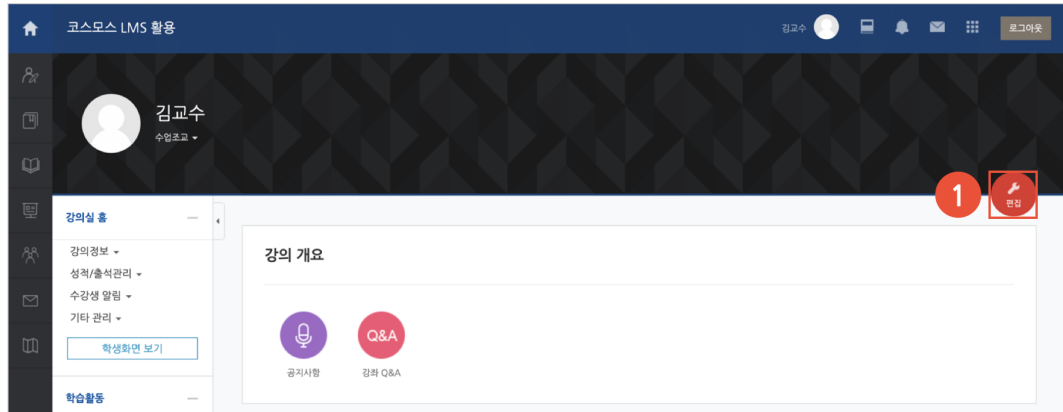 코스모스 LMS 활용
김교수
로그아웃
김교수
수업조교
1
편집
강의실 홈
강의정보
성적/출석관리
수강생 알림
기타 관리
학생화면 보기
학습활동
강의 개요
Q&A
공지사항
강좌 Q&A